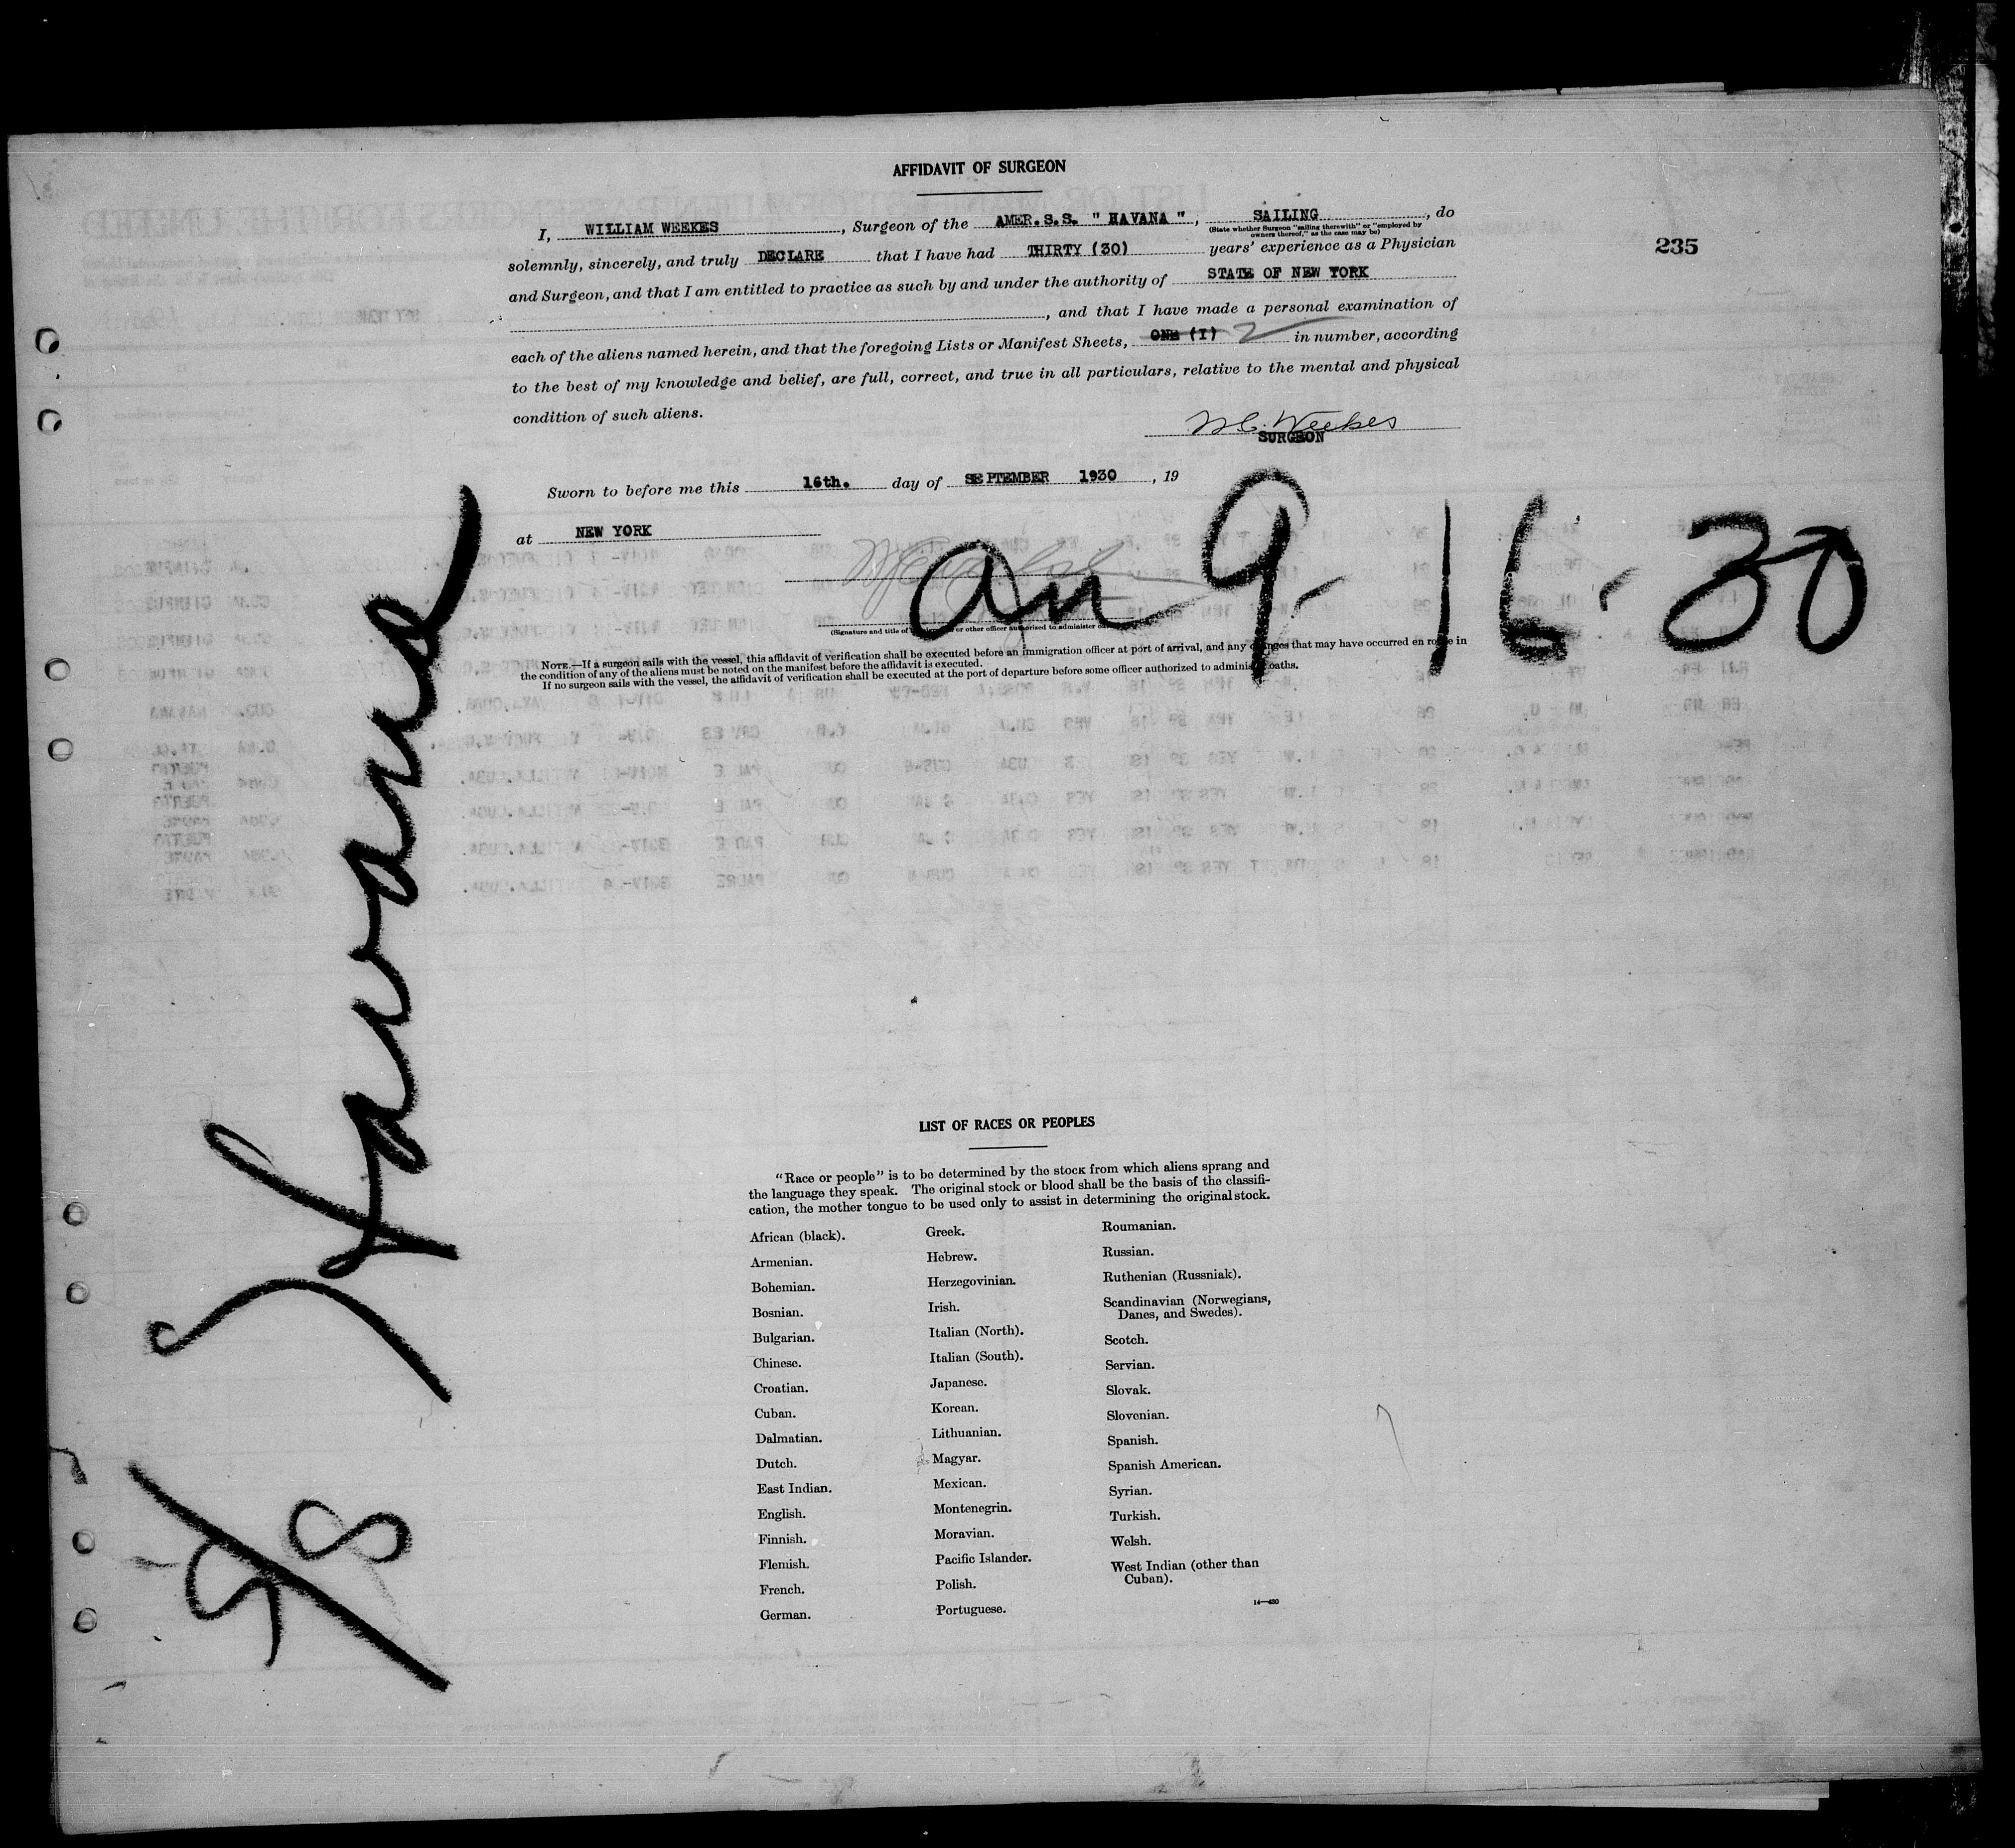 AFFIDAVIT OF SURGEON
I, WILLIAM WEEKES, Surgeon of the AMER.S.S. " HAVANA ", SAILING, do
(State whether Surgeon "sailing therewith" or "employed by
owners thereof," as the case may be)
235
solemnly, sincerely, and truly DECLARE that I have had THIRTY (30) years' experience as a Physician
and Surgeon, and that I am entitled to practice as such by and under the authority of STATE OF NEW YORK
, and that I have made a personal examination of
each of the aliens named herein, and that the foregoing Lists or Manifest Sheets, ONE (I) 2 in number, according
to the best of my knowledge and belief, are full, correct, and true in all particulars, relative to the mental and physical
condition of such aliens.
W.C. Weekes
SURGEON
Sworn to before me this 16th. day of SEPTEMBER 1930, 19
at NEW YORK
an 9-16-30
(Signature and title of or other officer authorized to administer
NOTE.—If a surgeon sails with the vessel, this affidavit of verification shall be executed before an immigration officer at port of arrival, and any changes that may have occurred en route in
the condition of any of the aliens must be noted on the manifest before the affidavit is executed.
If no surgeon sails with the vessel, the affidavit of verification shall be executed at the port of departure before some officer authorized to administer oaths.
Havana
LIST OF RACES OR PEOPLES
"Race or people" is to be determined by the stock from which aliens sprang and
the language they speak. The original stock or blood shall be the basis of the classifi-
cation, the mother tongue to be used only to assist in determining the original stock.
African (black).
Armenian.
Bohemian.
Bosnian.
Bulgarian.
Chinese.
Croatian.
Cuban.
Dalmatian.
Dutch.
East Indian.
English.
Finnish.
Flemish.
French.
German.
Greek.
Hebrew.
Herzegovinian.
Irish.
Italian (North).
Italian (South).
Japanese.
Korean.
Lithuanian.
Magyar.
Mexican.
Montenegrin.
Moravian.
Pacific Islander.
Polish.
Portuguese.
Roumanian.
Russian.
Ruthenian (Russniak).
Scandinavian (Norwegians,
Danes, and Swedes).
Scotch.
Servian.
Slovak.
Slovenian.
Spanish.
Spanish American.
Syrian.
Turkish.
Welsh.
West Indian (other than
Cuban).